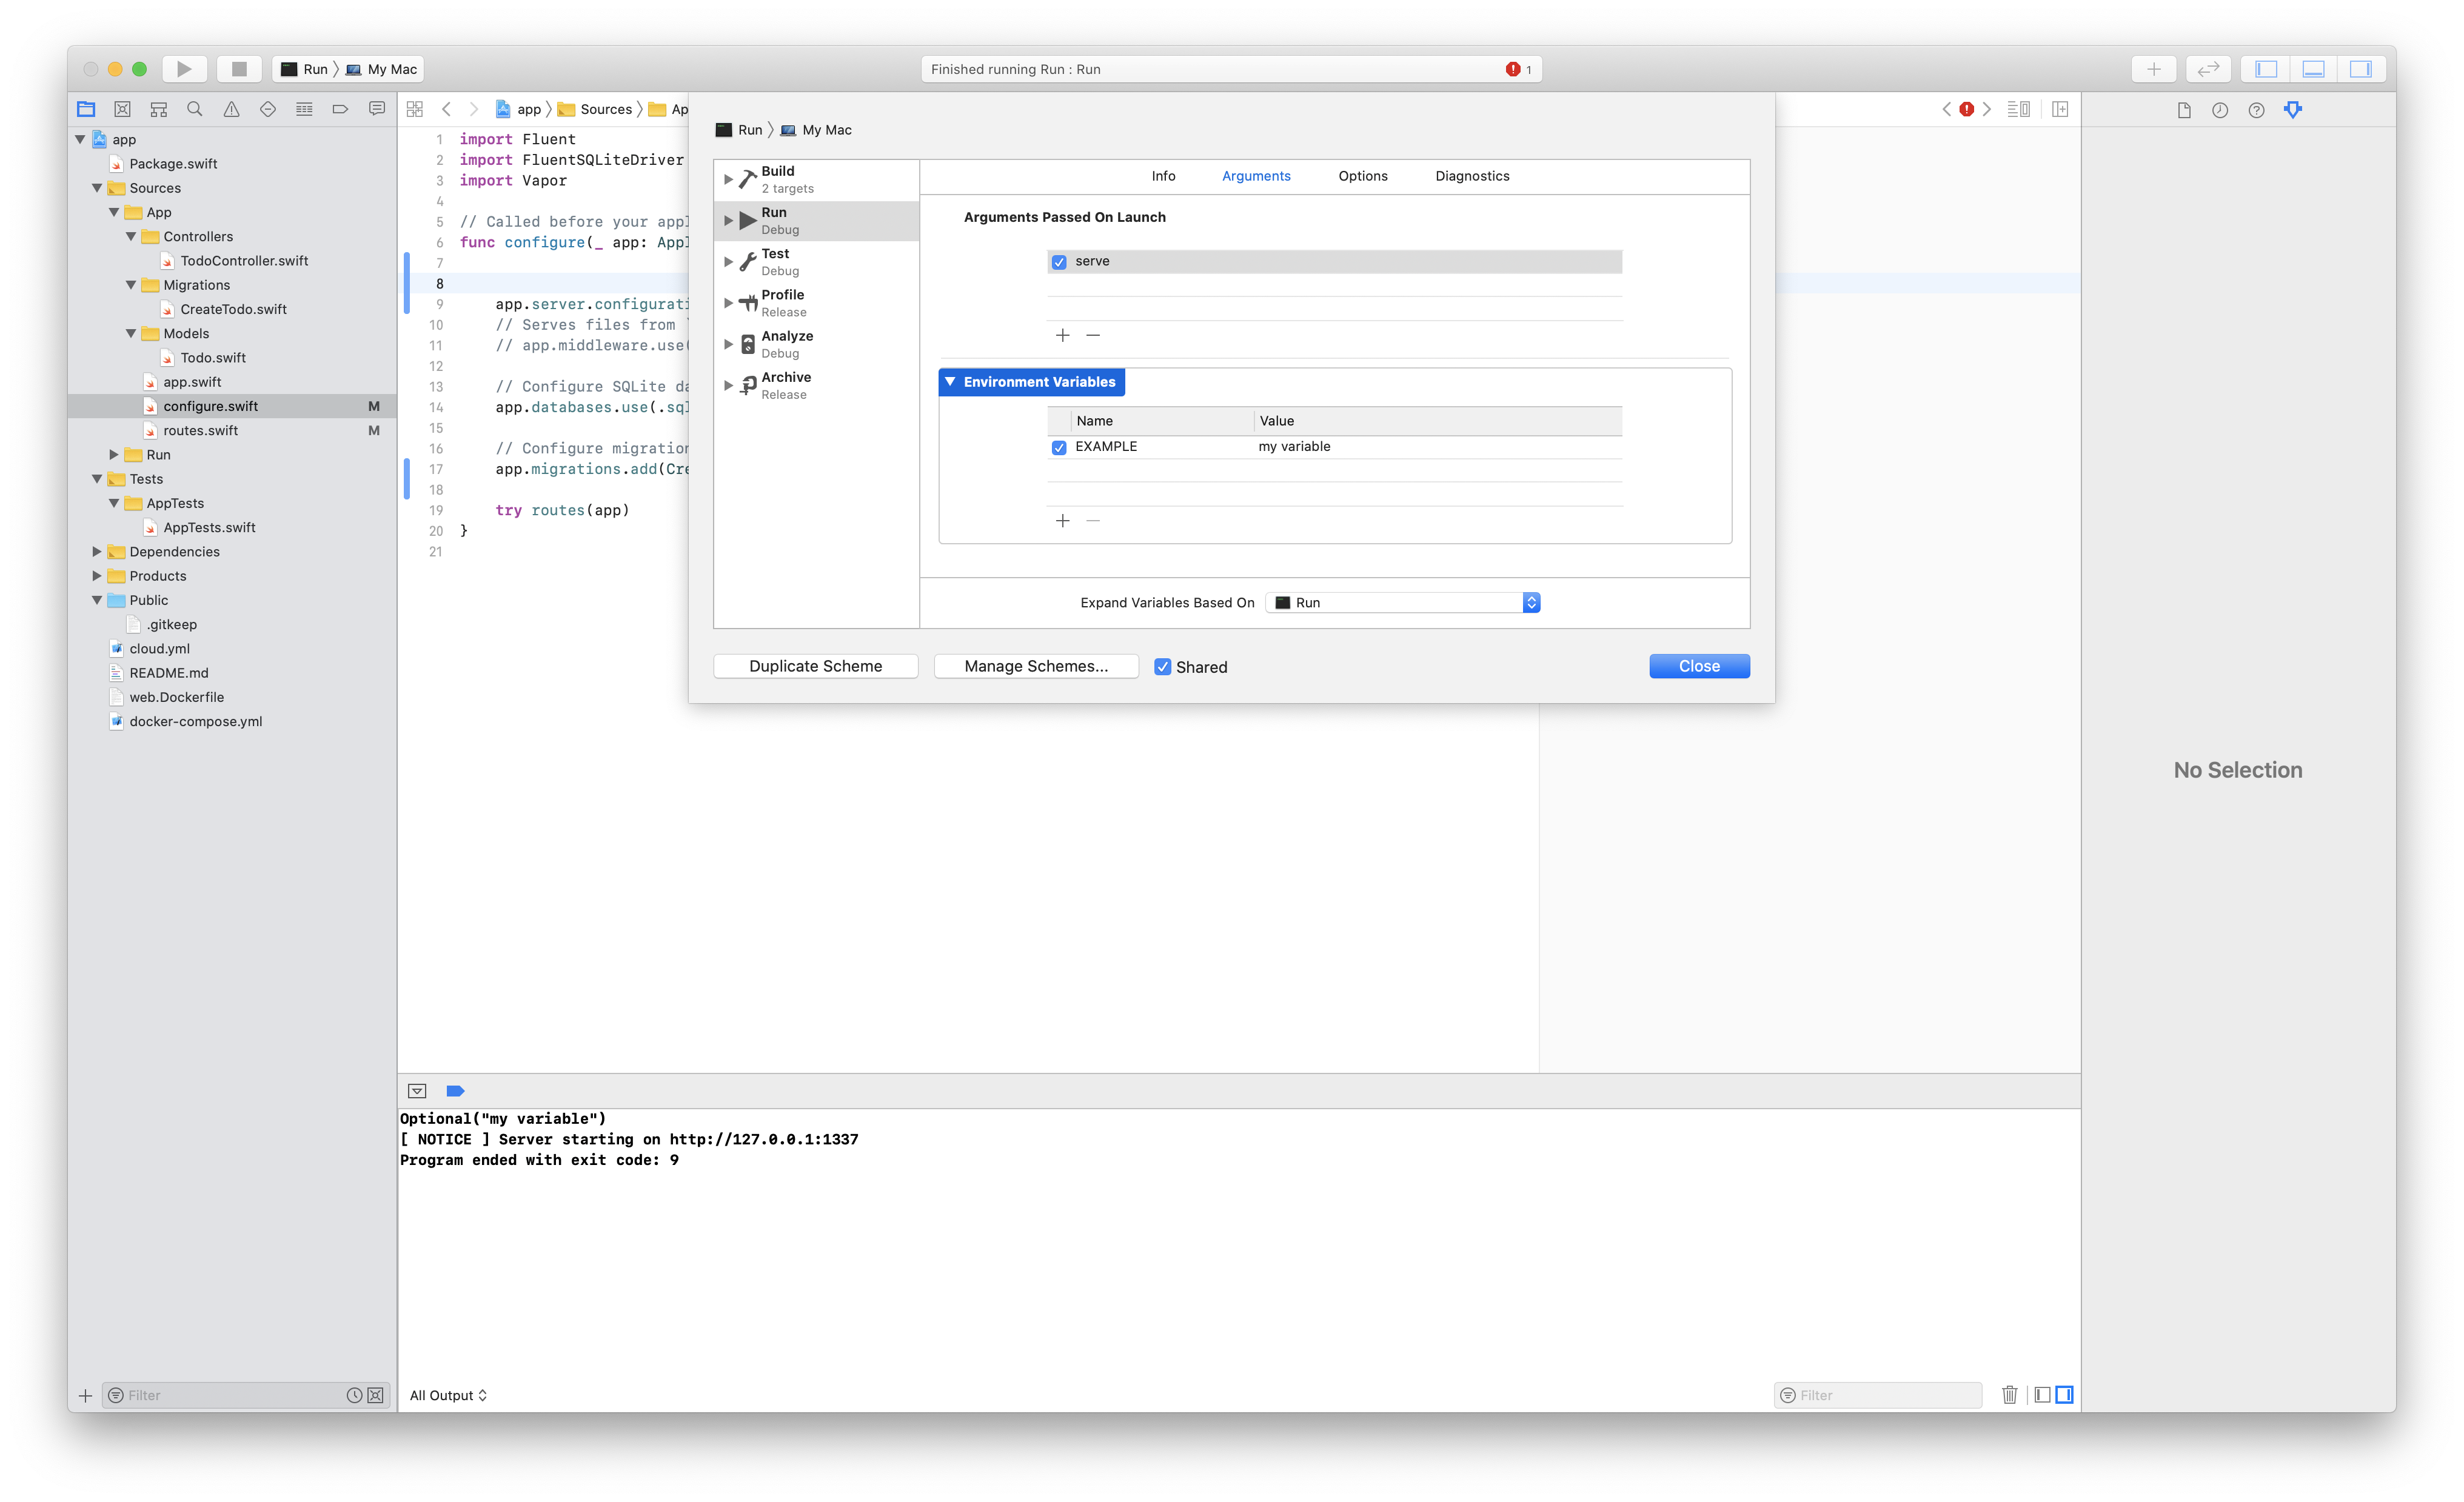 Run 〉 My Mac
Finished running Run : Run
1
app
Package.swift
Sources
App
Controllers
TodoController.swift
Migrations
CreateTodo.swift
Models
Todo.swift
app.swift
configure.swift M
routes.swift M
Run
Tests
AppTests
AppTests.swift
Dependencies
Products
Public
.gitkeep
cloud.yml
README.md
web.Dockerfile
docker-compose.yml
Filter
app 〉 Sources 〉 Ap
1 import Fluent
2 import FluentSQLiteDriver
3 import Vapor
4
5 // Called before your appl
6 func configure(_ app: Appl
7
8
9 app.server.configurati
10 // Serves files from `
11 // app.middleware.use(
12
13 // Configure SQLite da
14 app.databases.use(.sql
15
16 // Configure migration
17 app.migrations.add(Cre
18
19 try routes(app)
20 }
21
Run 〉 My Mac
Build
2 targets
Run
Debug
Test
Debug
Profile
Release
Analyze
Debug
Archive
Release
Info Arguments Options Diagnostics
Arguments Passed On Launch
serve
Environment Variables
Name Value
EXAMPLE my variable
Expand Variables Based On Run
Duplicate Scheme Manage Schemes... Shared Close
No Selection
Optional("my variable")
[ NOTICE ] Server starting on http://127.0.0.1:1337
Program ended with exit code: 9
All Output
Filter